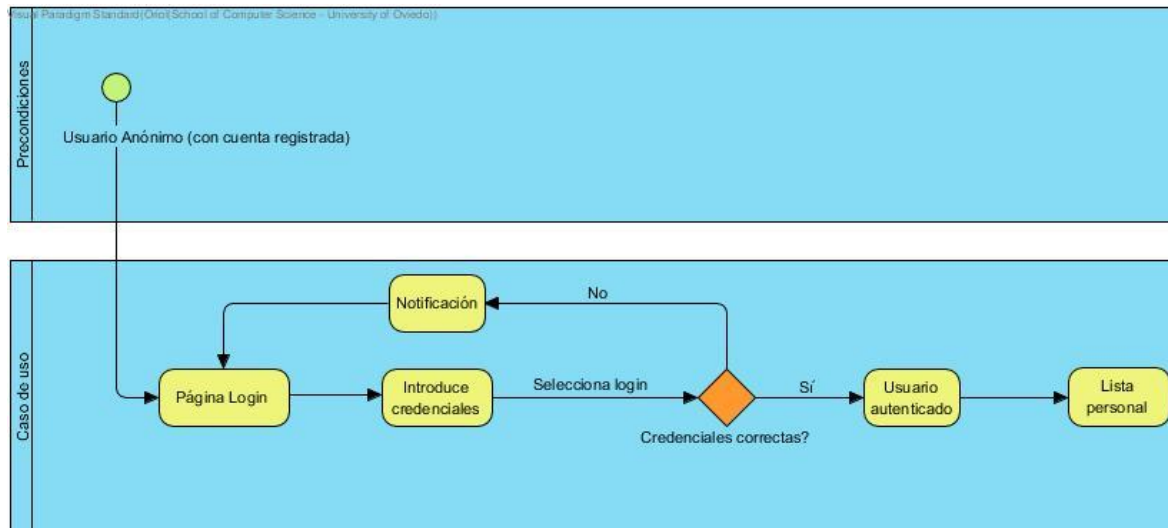 Visual Paradigm Standard(Oriol(School of Computer Science - University of Oviedo))
Precondiciones
Usuario Anónimo (con cuenta registrada)
Caso de uso
Notificación
No
Página Login
Introduce
credenciales
Selecciona login
Credenciales correctas?
Sí
Usuario
autenticado
Lista
personal